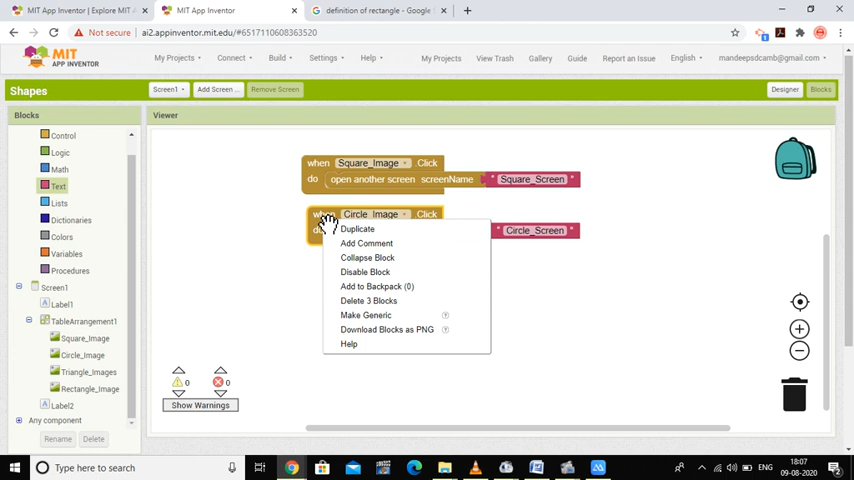 MIT App Inventor | Explore MIT A
MIT App Inventor
definition of rectangle - Google S
Not secure | ai2.appinventor.mit.edu/#6517110608363520
MIT
APP INVENTOR
My Projects
Connect
Build
Settings
Help
My Projects
View Trash
Gallery
Guide
Report an Issue
English
mandeepsdcamb@gmail.com
Shapes
Screen1
Add Screen ...
Remove Screen
Designer
Blocks
Blocks
Viewer
Control
Logic
Math
Text
Lists
Dictionaries
Colors
Variables
Procedures
Screen1
Label1
TableArrangement1
Square_Image
Circle_Image
Triangle_Images
Rectangle_Images
Label2
Any component
Rename
Delete
when Square_Image .Click
do open another screen screenName " Square_Screen "
when Circle_Image .Click
" Circle_Screen "
Duplicate
Add Comment
Collapse Block
Disable Block
Add to Backpack (0)
Delete 3 Blocks
Make Generic
Download Blocks as PNG
Help
0 0
Show Warnings
Type here to search
ENG
18:07
09-08-2020
2